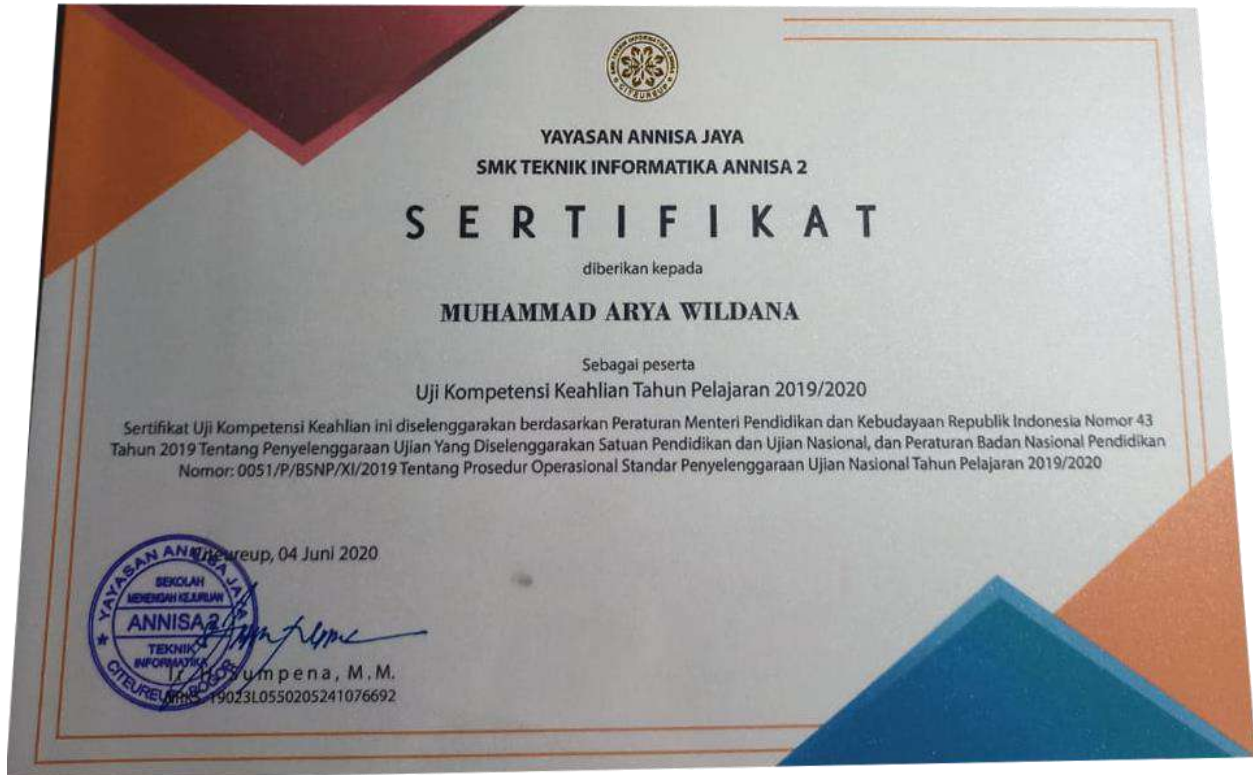 YAYASAN ANNISA JAYA
SMK TEKNIK INFORMATIKA ANNISA 2
SERTIFIKAT
diberikan kepada
MUHAMMAD ARYA WILDANA
Sebagai peserta
Uji Kompetensi Keahlian Tahun Pelajaran 2019/2020
Sertifikat Uji Kompetensi Keahlian ini diselenggarakan berdasarkan Peraturan Menteri Pendidikan dan Kebudayaan Republik Indonesia Nomor 43
Tahun 2019 Tentang Penyelenggaraan Ujian Yang Diselenggarakan Satuan Pendidikan dan Ujian Nasional, dan Peraturan Badan Nasional Pendidikan
Nomor: 0051/P/BSNP/XI/2019 Tentang Prosedur Operasional Standar Penyelenggaraan Ujian Nasional Tahun Pelajaran 2019/2020
Citeureup, 04 Juni 2020
YAYASAN ANNISA JAYA
SEKOLAH
MENENGAH KEJURUAN
ANNISA 2
TEKNIK
INFORMATIKA
CITEUREUP BOGOR
Sumpena, M.M.
19023L0550205241076692